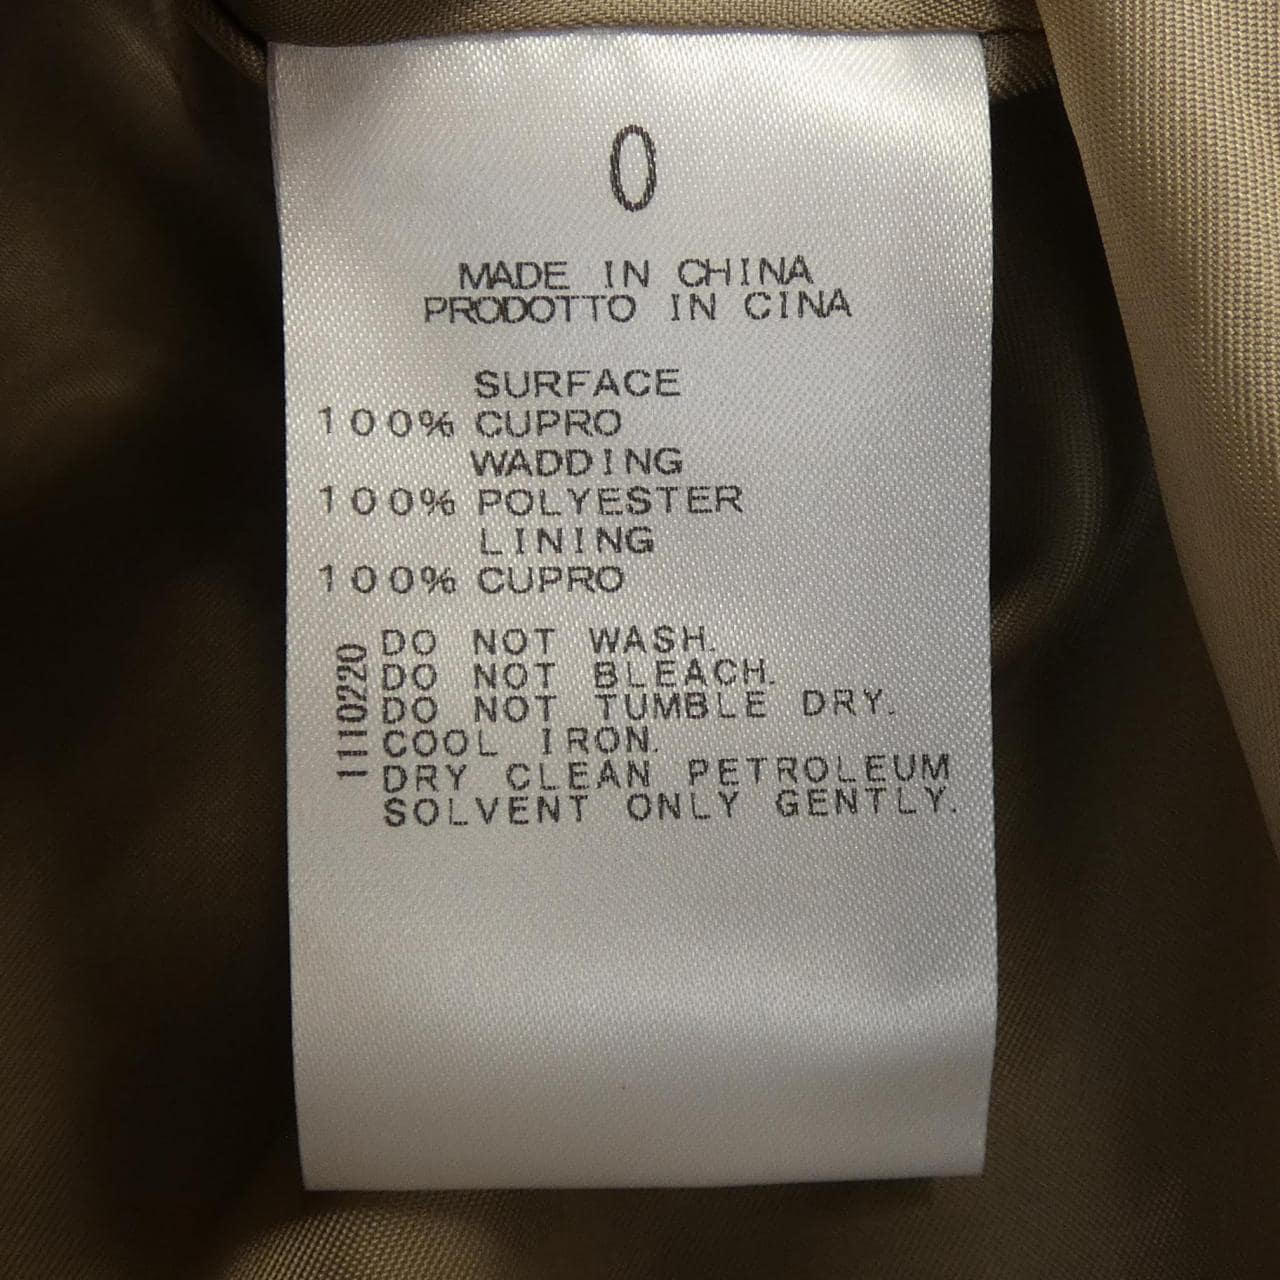 0
MADE IN CHINA
PRODOTTO IN CINA
SURFACE
100% CUPRO
WADDING
100% POLYESTER
LINING
100% CUPRO
1110220
DO NOT WASH.
DO NOT BLEACH.
DO NOT TUMBLE DRY.
COOL IRON.
DRY CLEAN PETROLEUM
SOLVENT ONLY GENTLY.